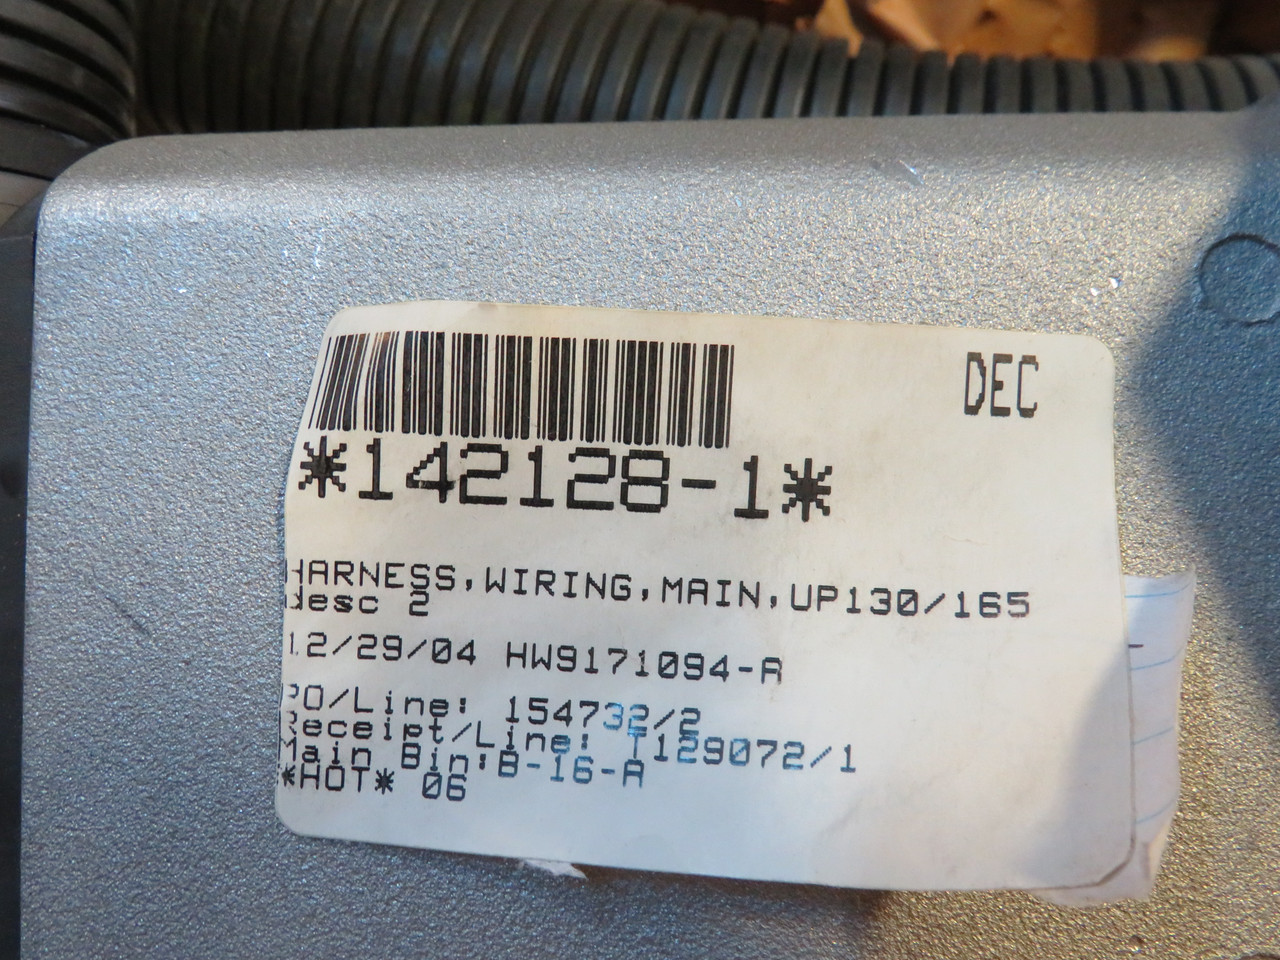 DEC
*142128-1*
HARNESS,WIRING,MAIN,UP130/165
desc 2
12/29/04 HW9171094-A
PO/Line: 154732/2
Receipt/Line: T129072/1
Main Bin:B-16-A
*HOT* 06